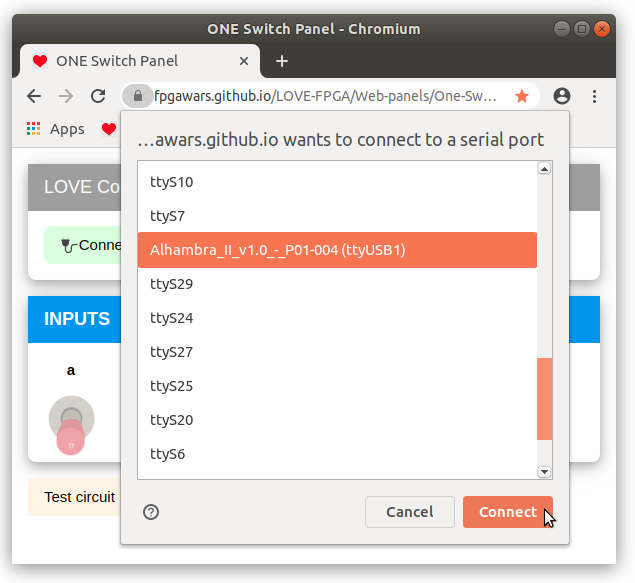 ONE Switch Panel - Chromium
ONE Switch Panel
fpgawars.github.io/LOVE-FPGA/Web-panels/One-Sw...
Apps
...awars.github.io wants to connect to a serial port
LOVE Co
ttyS10
ttyS7
Conne
Alhambra_II_v1.0_-_P01-004 (ttyUSB1)
ttyS29
INPUTS
ttyS24
ttyS27
a
ttyS25
ttyS20
ttyS6
Test circuit
Cancel
Connect